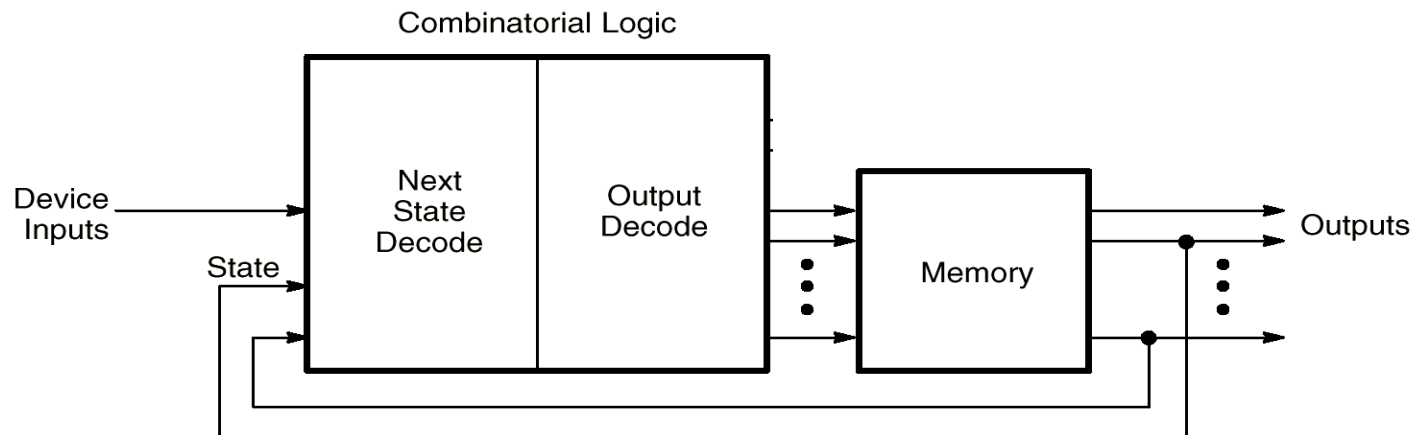 Combinatorial Logic
Device
Inputs
State
Next
State
Decode
Output
Decode
Memory
Outputs